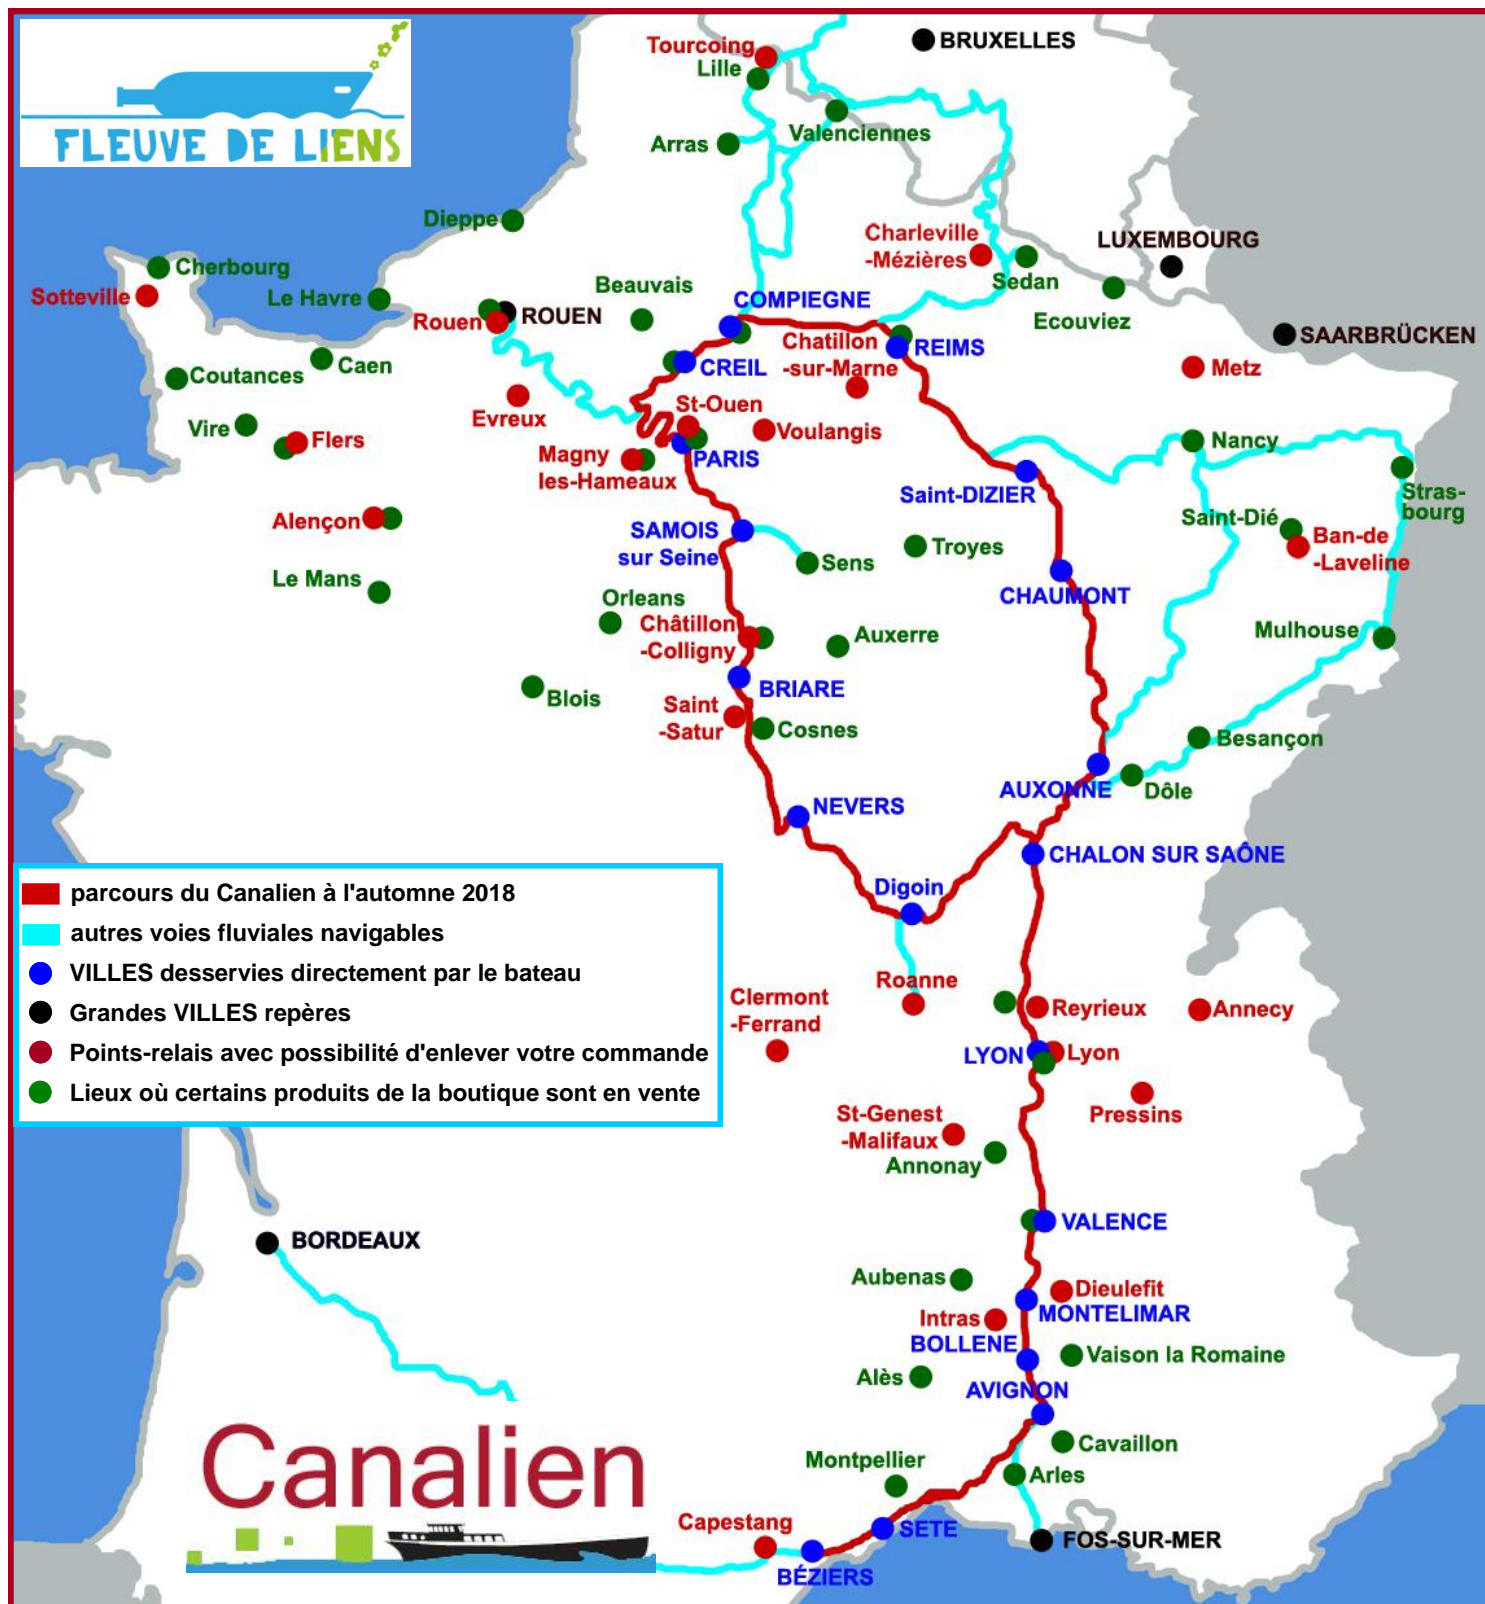 FLEUVE DE LIENS
BRUXELLES
Tourcoing
Lille
Valenciennes
Arras
Dieppe
Charleville
-Mézières
LUXEMBOURG
Sedan
Ecouviez
Cherbourg
Sotteville
Le Havre
Beauvais
COMPIEGNE
Rouen
ROUEN
SAARBRÜCKEN
Chatillon
-sur-Marne
REIMS
Caen
CREIL
Metz
Coutances
Evreux
St-Ouen
Voulangis
Vire
Flers
Nancy
Magny
les-Hameaux
PARIS
Saint-DIZIER
Stras-
bourg
Alençon
SAMOIS
sur Seine
Saint-Dié
Ban-de
-Laveline
Troyes
Sens
Le Mans
CHAUMONT
Orleans
Châtillon
-Colligny
Auxerre
Mulhouse
Blois
BRIARE
Saint
-Satur
Cosnes
Besançon
AUXONNE
Dôle
NEVERS
CHALON SUR SAÔNE
Digoin
parcours du Canalien à l'automne 2018
autres voies fluviales navigables
VILLES desservies directement par le bateau
Grandes VILLES repères
Points-relais avec possibilité d'enlever votre commande
Lieux où certains produits de la boutique sont en vente
Roanne
Clermont
-Ferrand
Reyrieux
Annecy
LYON
Lyon
Pressins
St-Genest
-Malifaux
Annonay
VALENCE
BORDEAUX
Aubenas
Dieulefit
Intras
MONTELIMAR
BOLLENE
Vaison la Romaine
Alès
AVIGNON
Cavaillon
Montpellier
Arles
Canalien
Capestang
SETE
FOS-SUR-MER
BÉZIERS